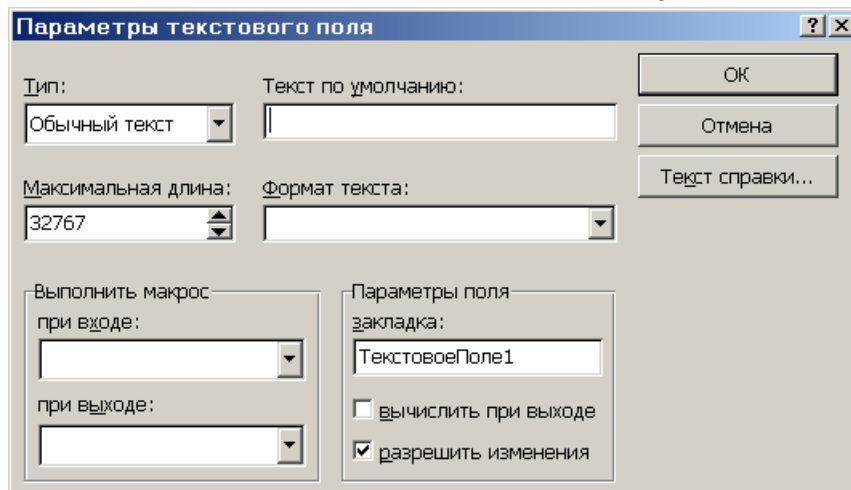 Параметры текстового поля
Тип:
Текст по умолчанию:
ОК
Обычный текст
Отмена
Максимальная длина:
Формат текста:
Текст справки...
32767
Выполнить макрос
Параметры поля
при входе:
закладка:
ТекстовоеПоле1
при выходе:
вычислить при выходе
разрешить изменения